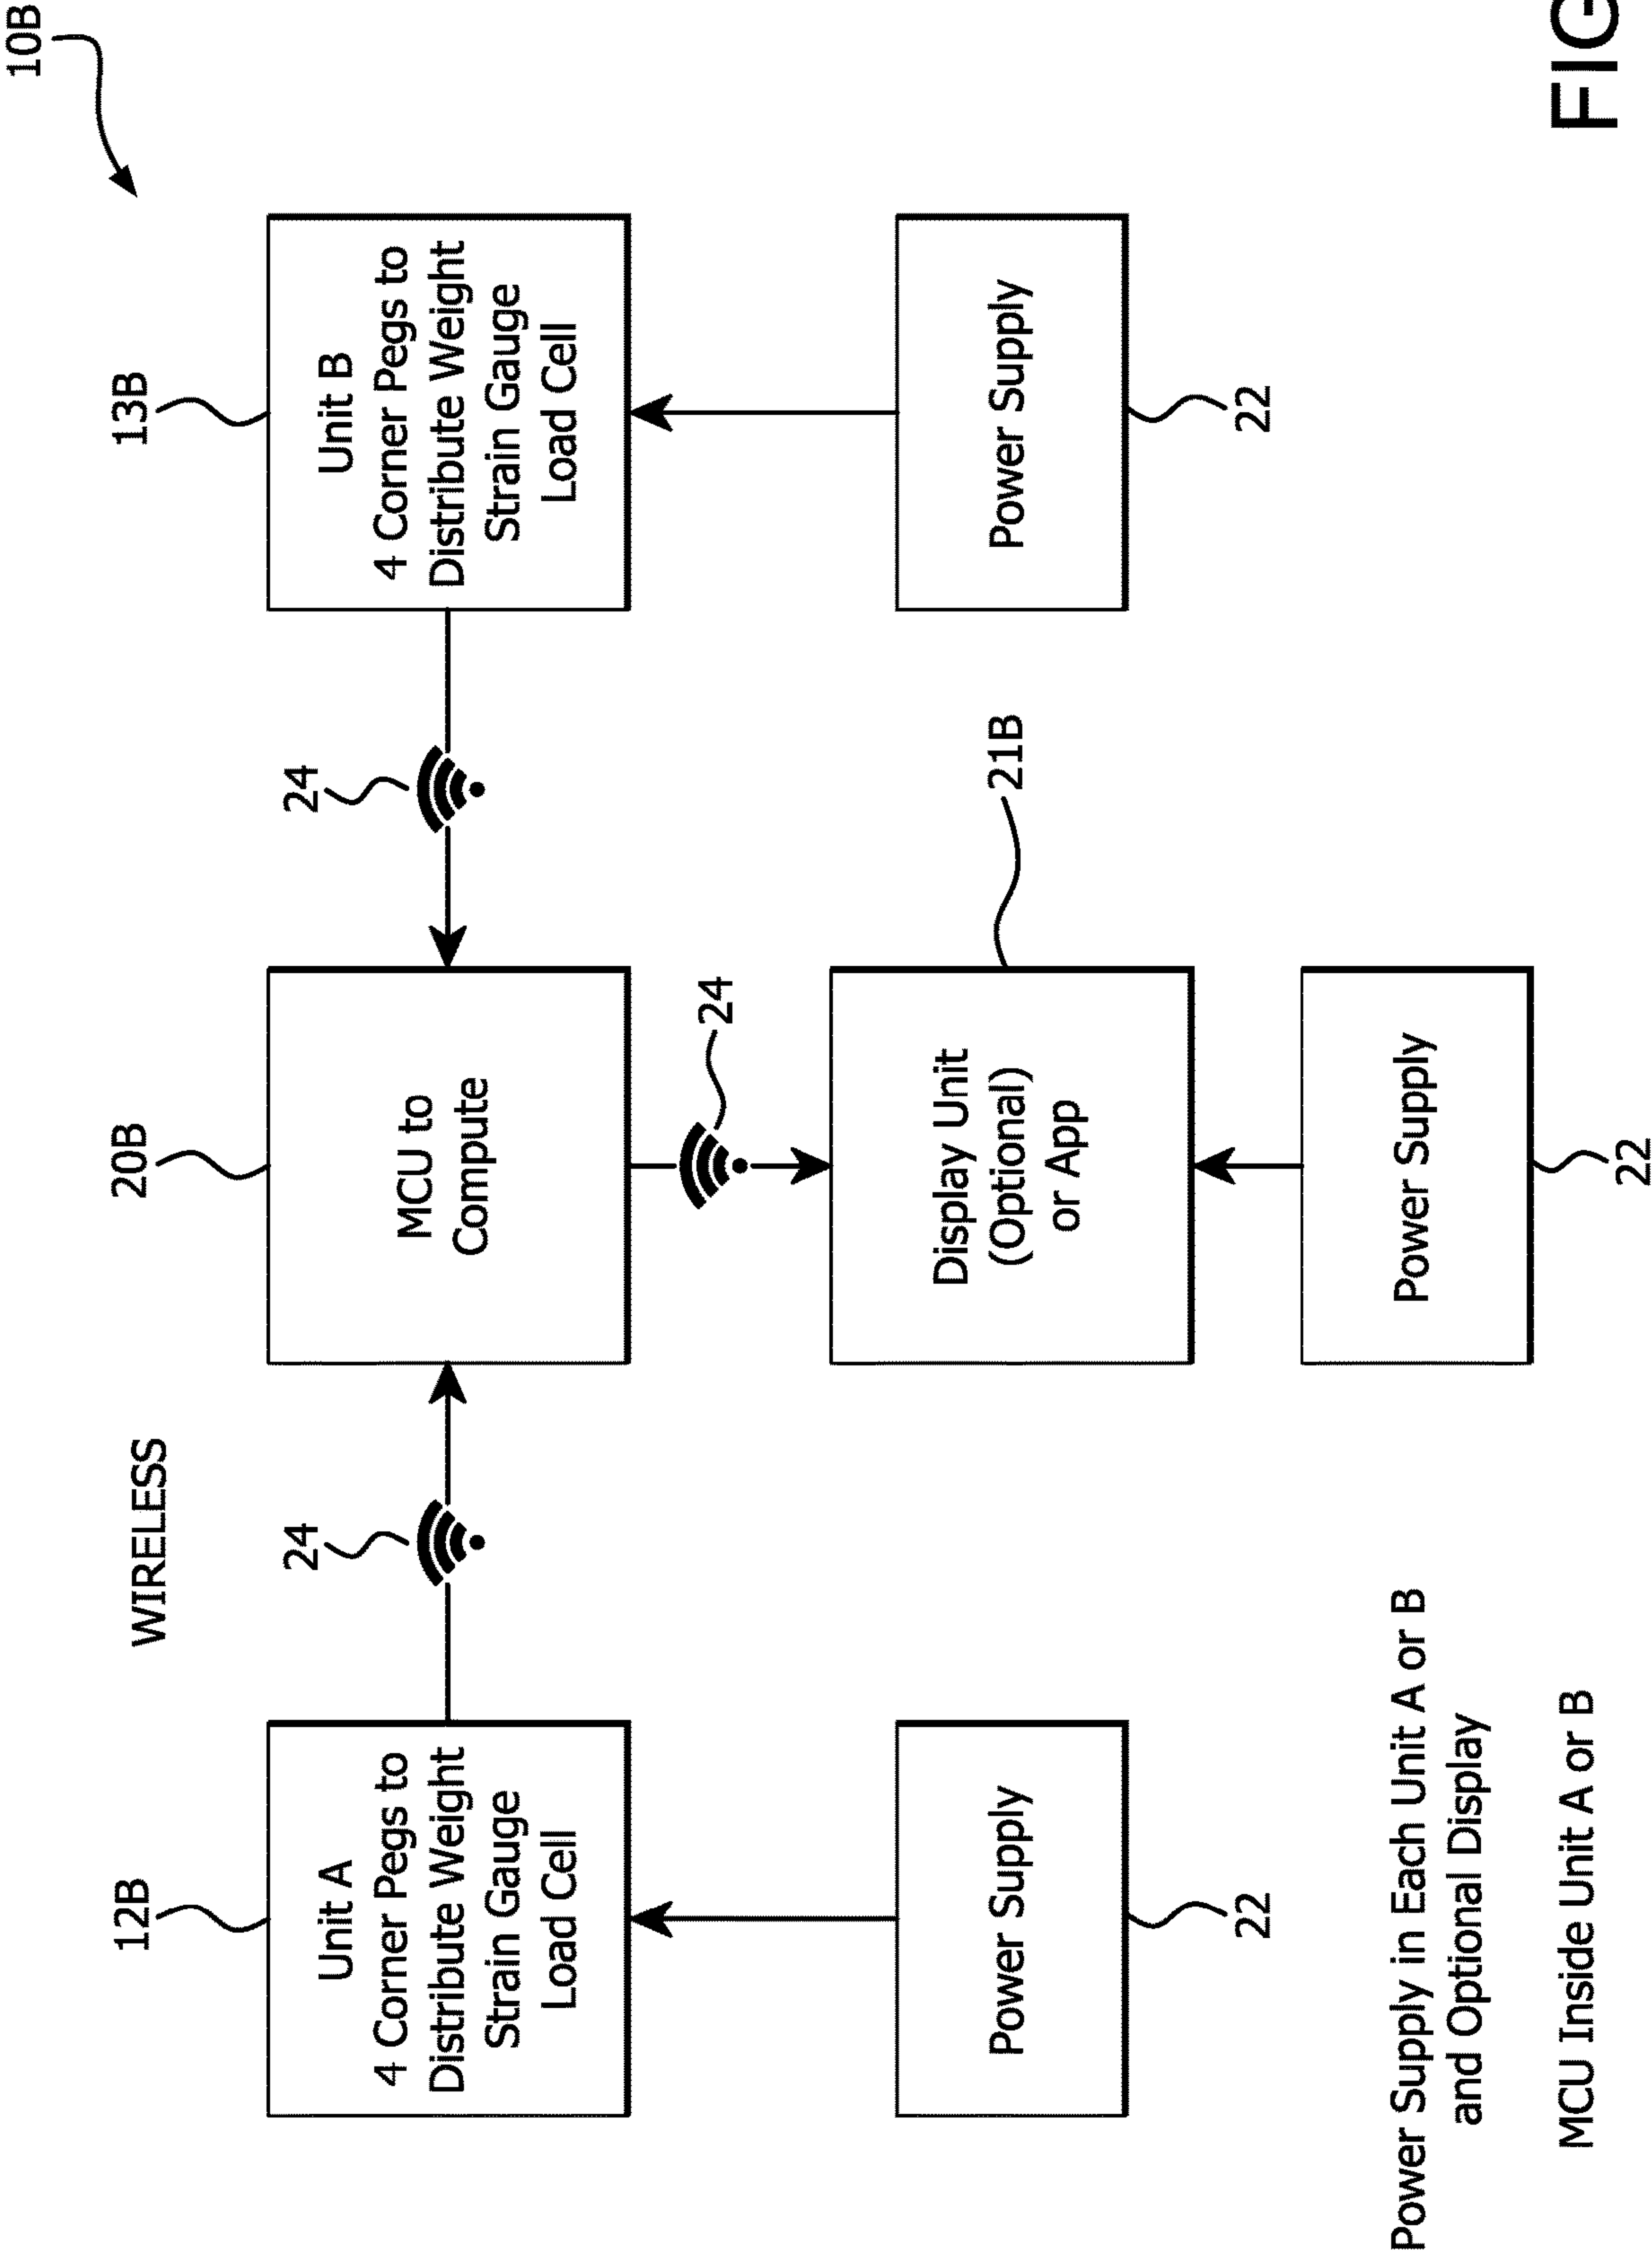 10B
WIRELESS
12B
Unit A
4 Corner Pegs to
Distribute Weight
Strain Gauge
Load Cell
24
20B
MCU to
Compute
24
13B
Unit B
4 Corner Pegs to
Distribute Weight
Strain Gauge
Load Cell
24
Power Supply
22
Display Unit
(Optional)
or App
21B
Power Supply
22
Power Supply
22
Power Supply in Each Unit A or B
and Optional Display
MCU Inside Unit A or B
FIG